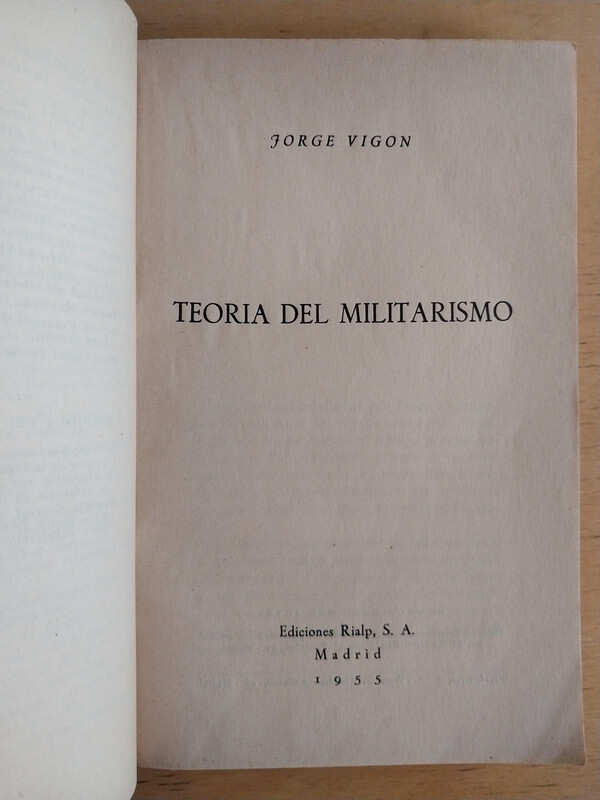 JORGE VIGON
TEORIA DEL MILITARISMO
Ediciones Rialp, S. A.
Madrid
1955